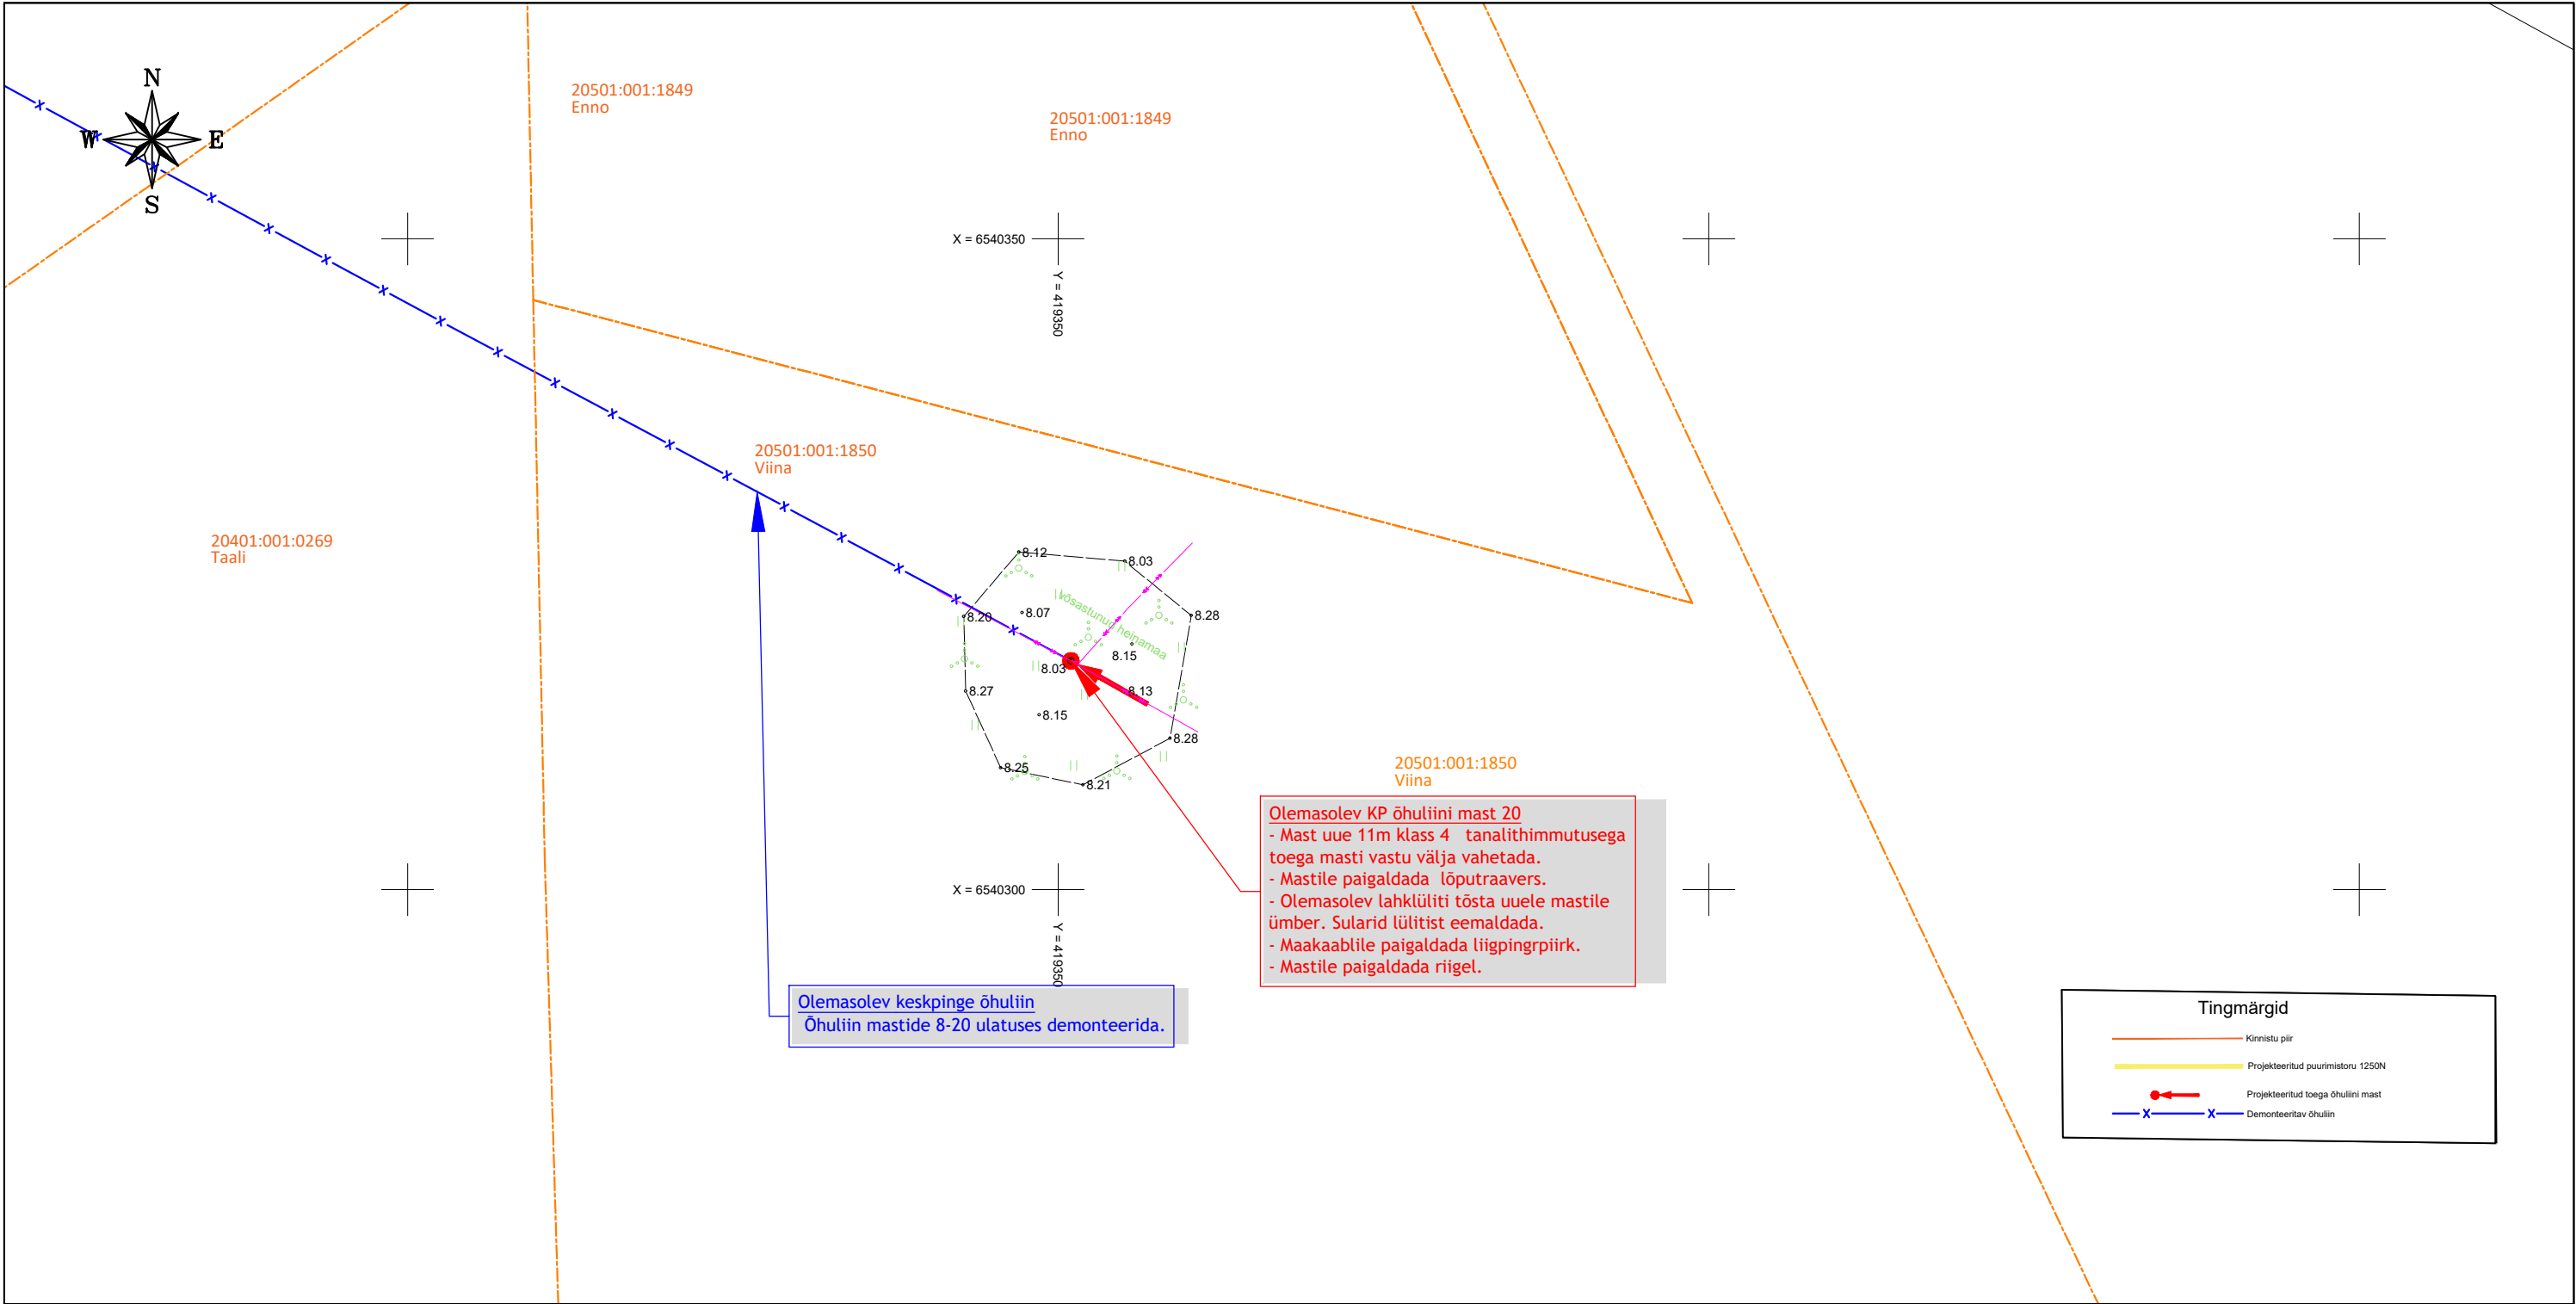 N
W
E
S
20501:001:1849
Enno
20501:001:1849
Enno
X = 6540350
Y = 419350
20501:001:1850
Viina
20401:001:0269
Taali
8.12
8.03
8.07
võsastunud heinamaa
8.20
8.28
8.15
8.03
8.27
8.13
8.15
8.28
8.25
8.21
20501:001:1850
Viina
Olemasolev KP õhuliini mast 20
- Mast uue 11m klass 4 tanalithimmutusega
toega masti vastu välja vahetada.
- Mastile paigaldada lõputraavers.
- Olemasolev lahklüliti tõsta uuele mastile
ümber. Sularid lülitist eemaldada.
- Maakaablile paigaldada liigpingrpiirk.
- Mastile paigaldada riigel.
X = 6540300
Y = 419350
Olemasolev keskpinge õhuliin
Õhuliin mastide 8-20 ulatuses demonteerida.
Tingmärgid
Kinnistu piir
Projekteeritud puurimistoru 1250N
Projekteeritud toega õhuliini mast
Demonteeritav õhuliin